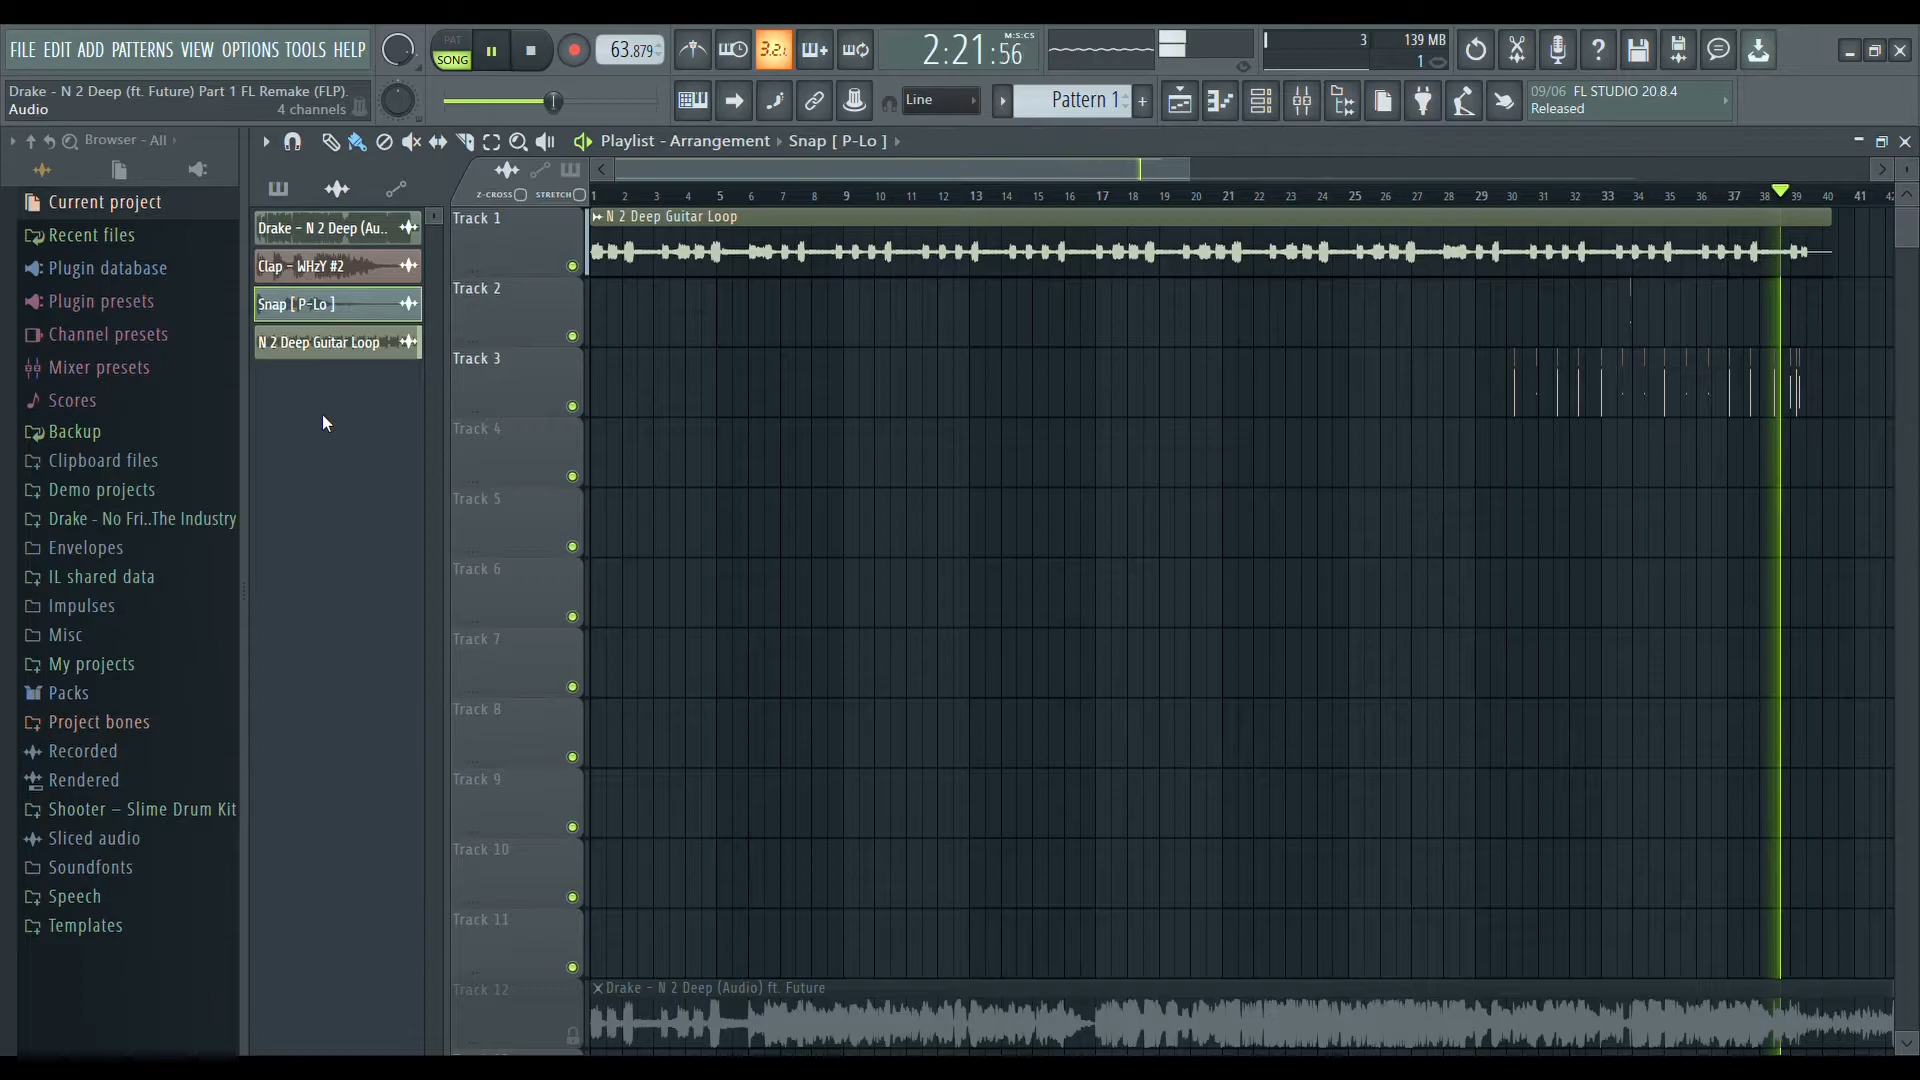 FILE EDIT ADD PATTERNS VIEW OPTIONS TOOLS HELP
PAT
SONG
63.879
3.2.
2:21:56
M:S:CS
3
139 MB
1
Drake - N 2 Deep (ft. Future) Part 1 FL Remake (FLP).
Audio
4 channels
Line
Pattern 1
09/06 FL STUDIO 20.8.4
Released
Browser - All
Playlist - Arrangement › Snap [ P-Lo ] ›
Z-CROSS STRETCH
1 2 3 4 5 6 7 8 9 10 11 12 13 14 15 16 17 18 19 20 21 22 23 24 25 26 27 28 29 30 31 32 33 34 35 36 37 38 39 40 41 42
Current project
Recent files
Plugin database
Plugin presets
Channel presets
Mixer presets
Scores
Backup
Clipboard files
Demo projects
Drake - No Fri..The Industry
Envelopes
IL shared data
Impulses
Misc
My projects
Packs
Project bones
Recorded
Rendered
Shooter – Slime Drum Kit
Sliced audio
Soundfonts
Speech
Templates
Drake - N 2 Deep (Au..
Clap - WHzY #2
Snap [ P-Lo ]
N 2 Deep Guitar Loop
Track 1
N 2 Deep Guitar Loop
Track 2
Track 3
Track 4
Track 5
Track 6
Track 7
Track 8
Track 9
Track 10
Track 11
Track 12
Drake - N 2 Deep (Audio) ft. Future